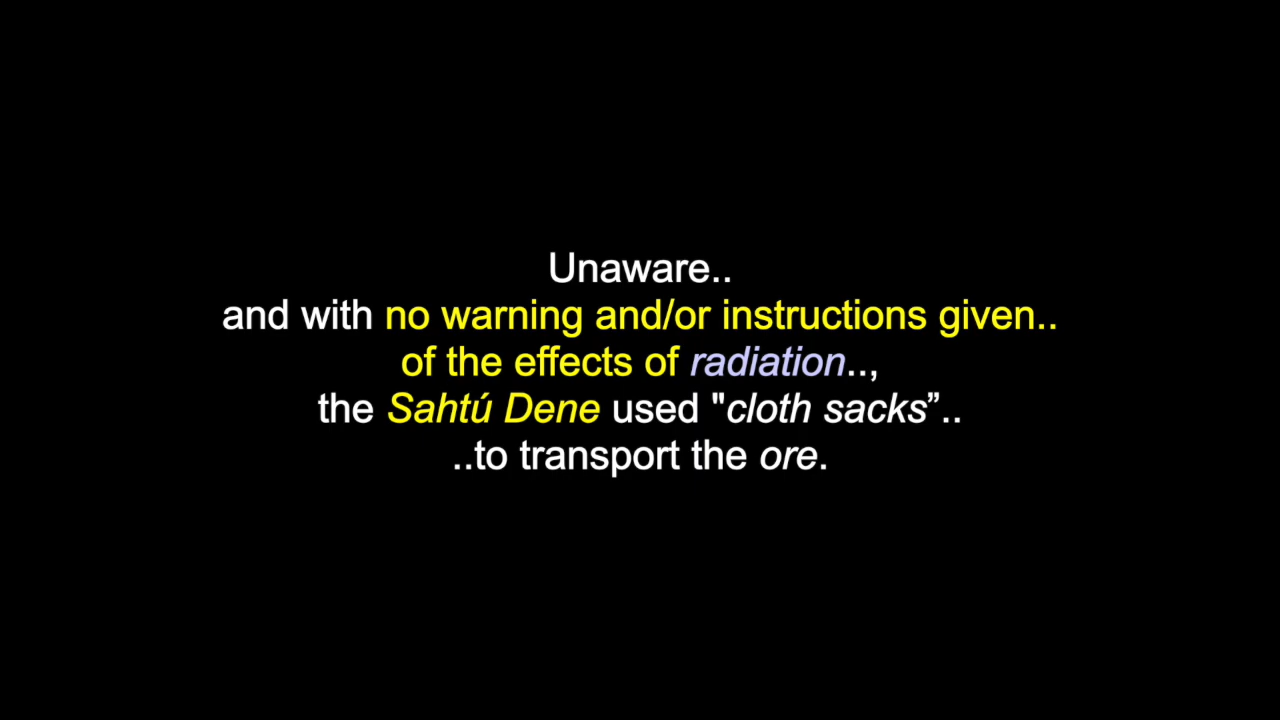 Unaware..
and with no warning and/or instructions given..
of the effects of radiation..,
the Sahtú Dene used "cloth sacks”..
..to transport the ore.